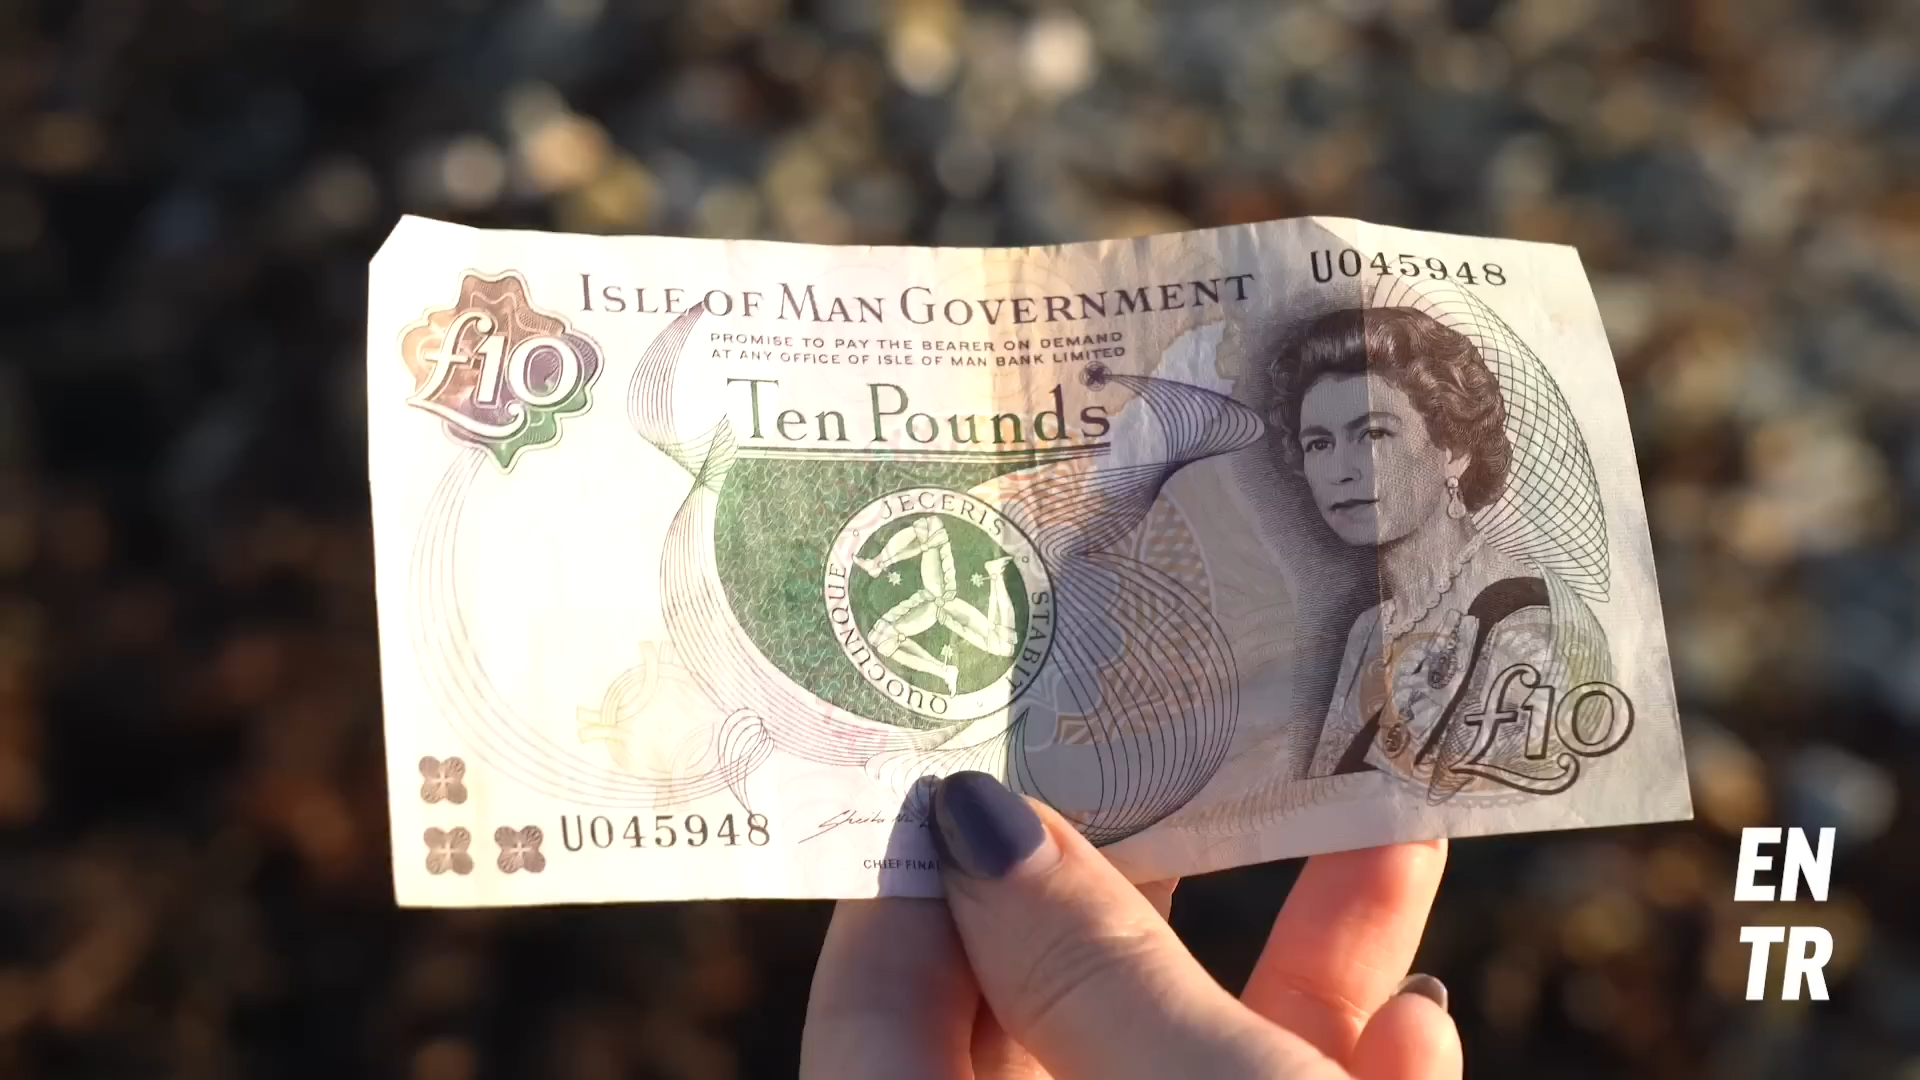 ISLE OF MAN GOVERNMENT
U045948
PROMISE TO PAY THE BEARER ON DEMAND
AT ANY OFFICE OF ISLE OF MAN BANK LIMITED
£10
Ten Pounds
QUOCUNQUE JECERIS STABIT
£10
U045948
CHIEF
EN
TR